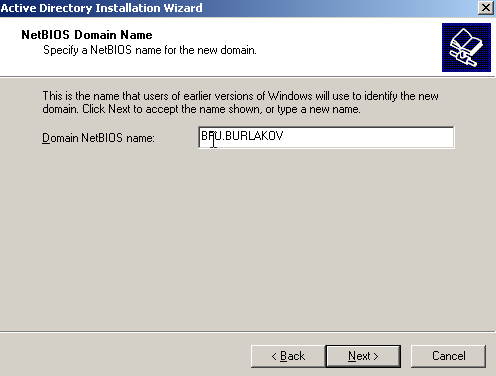 Active Directory Installation Wizard
NetBIOS Domain Name
Specify a NetBIOS name for the new domain.
This is the name that users of earlier versions of Windows will use to identify the new
domain. Click Next to accept the name shown, or type a new name.
Domain NetBIOS name: BFU.BURLAKOV
< Back Next > Cancel